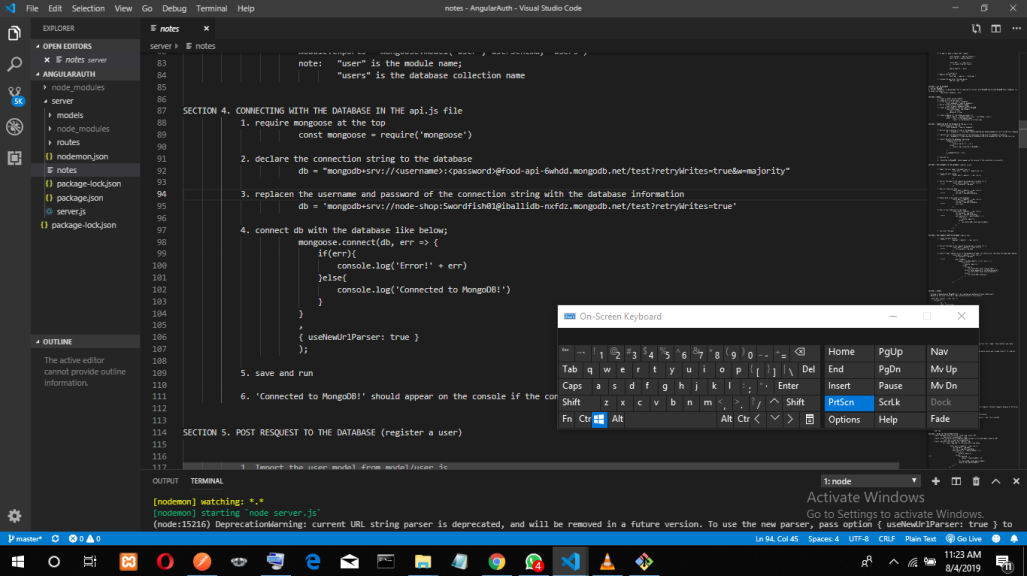 File Edit Selection View Go Debug Terminal Help
notes - AngularAuth - Visual Studio Code
EXPLORER
OPEN EDITORS
notes server
ANGULARAUTH
node_modules
server
models
node_modules
routes
nodemon.json
notes
package-lock.json
package.json
server.js
package-lock.json
OUTLINE
The active editor
cannot provide outline
information.
5K
notes
server notes
83 note: "user" is the module name;
84 "users" is the database collection name
85
86
87 SECTION 4. CONNECTING WITH THE DATABASE IN THE api.js file
88 1. require mongoose at the top
89 const mongoose = require('mongoose')
90
91 2. declare the connection string to the database
92 db = "mongodb+srv://<username>:<password>@food-api-6whdd.mongodb.net/test?retryWrites=true&w=majority"
93
94 3. replacen the username and password of the connection string with the database information
95 db = 'mongodb+srv://node-shop:Swordfish01@iballidb-nxfdz.mongodb.net/test?retryWrites=true'
96
97 4. connect db with the database like below;
98 mongoose.connect(db, err => {
99 if(err){
100 console.log('Error!' + err)
101 }else{
102 console.log('Connected to MongoDB!')
103 }
104 }
105 ,
106 { useNewUrlParser: true }
107 );
108
109 5. save and run
110
111 6. 'Connected to MongoDB!' should appear on the console if the con
112
113
114 SECTION 5. POST RESQUEST TO THE DATABASE (register a user)
115
116
117 1. Import the user model from model/user.js
On-Screen Keyboard
Home PgUp Nav
Tab q w e r t y u i o p [ ] \ Del End PgDn Mv Up
Caps a s d f g h j k l ; ' Enter Insert Pause Mv Dn
Shift z x c v b n m , . / Shift PrtScn ScrLk Dock
Fn Ctr Alt Alt Ctr Options Help Fade
OUTPUT TERMINAL
1: node
[nodemon] watching: *.*
[nodemon] starting `node server.js`
(node:15216) DeprecationWarning: current URL string parser is deprecated, and will be removed in a future version. To use the new parser, pass option { useNewUrlParser: true } to
Activate Windows
Go to Settings to activate Windows.
master* 0 0
Ln 94, Col 45 Spaces: 4 UTF-8 CRLF Plain Text Go Live
4
11:23 AM
8/4/2019
11